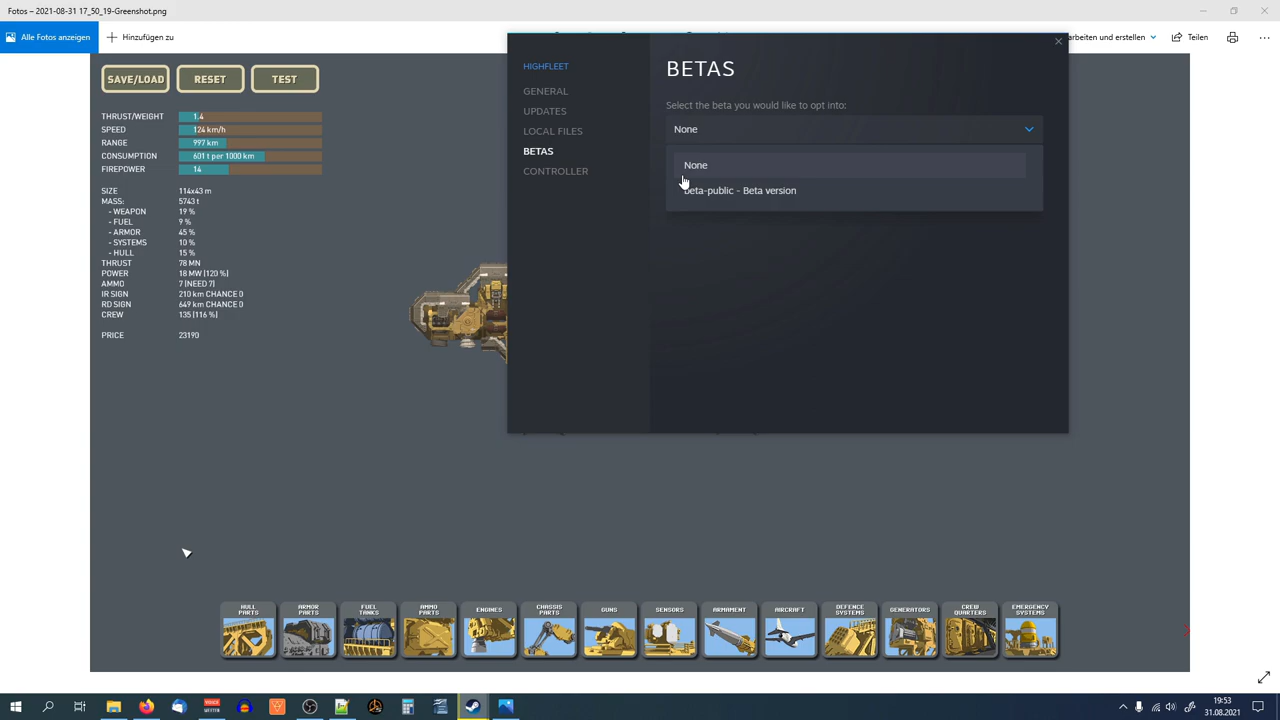 Fotos – 2021-08-31 17_50_19-Greenshot.png
Alle Fotos anzeigen
Hinzufügen zu
arbeiten und erstellen
Teilen
SAVE/LOAD
RESET
TEST
THRUST/WEIGHT 1,4
SPEED 124 km/h
RANGE 997 km
CONSUMPTION 601 t per 1000 km
FIREPOWER 14
SIZE 114x43 m
MASS: 5743 t
- WEAPON 19 %
- FUEL 9 %
- ARMOR 45 %
- SYSTEMS 10 %
- HULL 15 %
THRUST 78 MN
POWER 18 MW (120 %)
AMMO 7 (NEED 7)
IR SIGN 210 km CHANCE 0
RD SIGN 649 km CHANCE 0
CREW 135 (116 %)
PRICE 23190
HIGHFLEET
GENERAL
UPDATES
LOCAL FILES
BETAS
CONTROLLER
BETAS
Select the beta you would like to opt into:
None
None
beta-public - Beta version
HULL PARTS
ARMOR PARTS
FUEL TANKS
AMMO PARTS
ENGINES
CHASSIS PARTS
GUNS
SENSORS
ARMAMENT
AIRCRAFT
DEFENCE SYSTEMS
GENERATORS
CREW QUARTERS
EMERGENCY SYSTEMS
19:53
31.08.2021